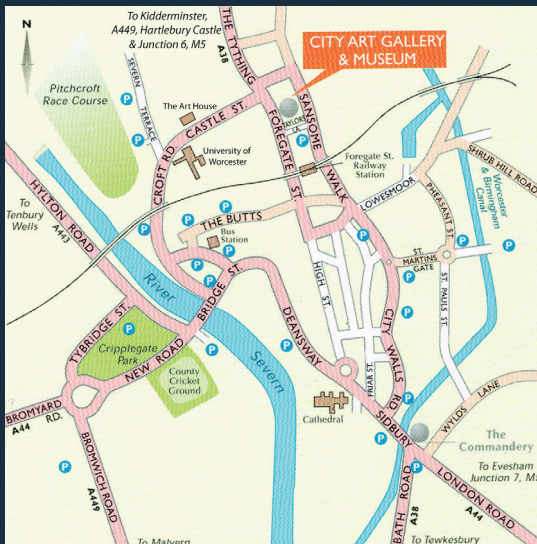 To Kidderminster,
A449, Hartlebury Castle
& Junction 6, M5
N
A38
THE TYTHING
CITY ART GALLERY
& MUSEUM
Pitchcroft
Race Course
SEVERN
TERRACE
P
The Art House
CASTLE ST.
FOREGATE ST.
TAYLORS
LA.
SANSOME
WALK
P
University of
Worcester
CROFT RD.
Foregate St.
Railway
Station
SHRUB HILL ROAD
LOWESMOOR
PHEASANT ST.
Worcester
& Birmingham
Canal
To
Tenbury
Wells
HYLTON ROAD
A443
P
P
THE BUTTS
P
Bus
Station
P
P
P
P
P
P
ST.
MARTINS
GATE
ST. PAULS ST.
River
Severn
BRIDGE ST.
HIGH ST.
DEANSWAY
CITY WALLS RD
TYBRIDGE ST.
P
Cripplegate
Park
NEW ROAD
P
P
County
Cricket
Ground
FRIAR ST.
Cathedral
P
SIDBURY
WYLDS LANE
P
The
Commandery
BROMYARD
RD.
A44
P
BROMWICH ROAD
A449
P
To Evesham
Junction 7, M5
LONDON ROAD
A44
BATH ROAD
A38
To Malvern
To Tewkesbury